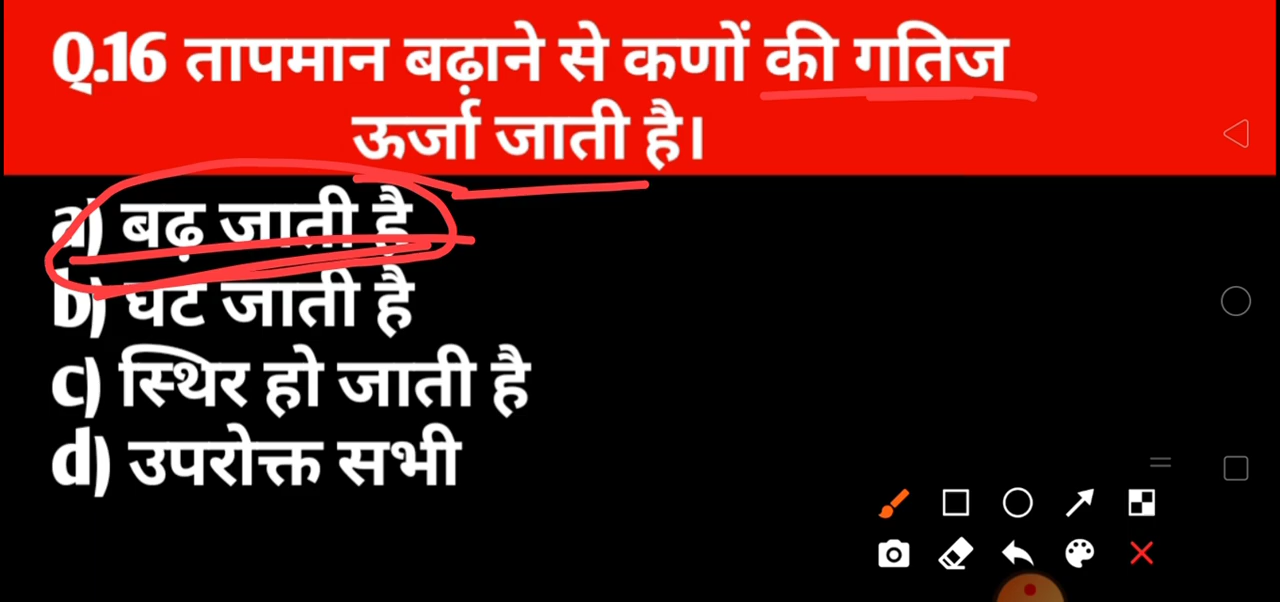 Q.16 तापमान बढ़ाने से कणों की गतिज
ऊर्जा जाती है।
a) बढ़ जाती है
b) घट जाती है
c) स्थिर हो जाती है
d) उपरोक्त सभी